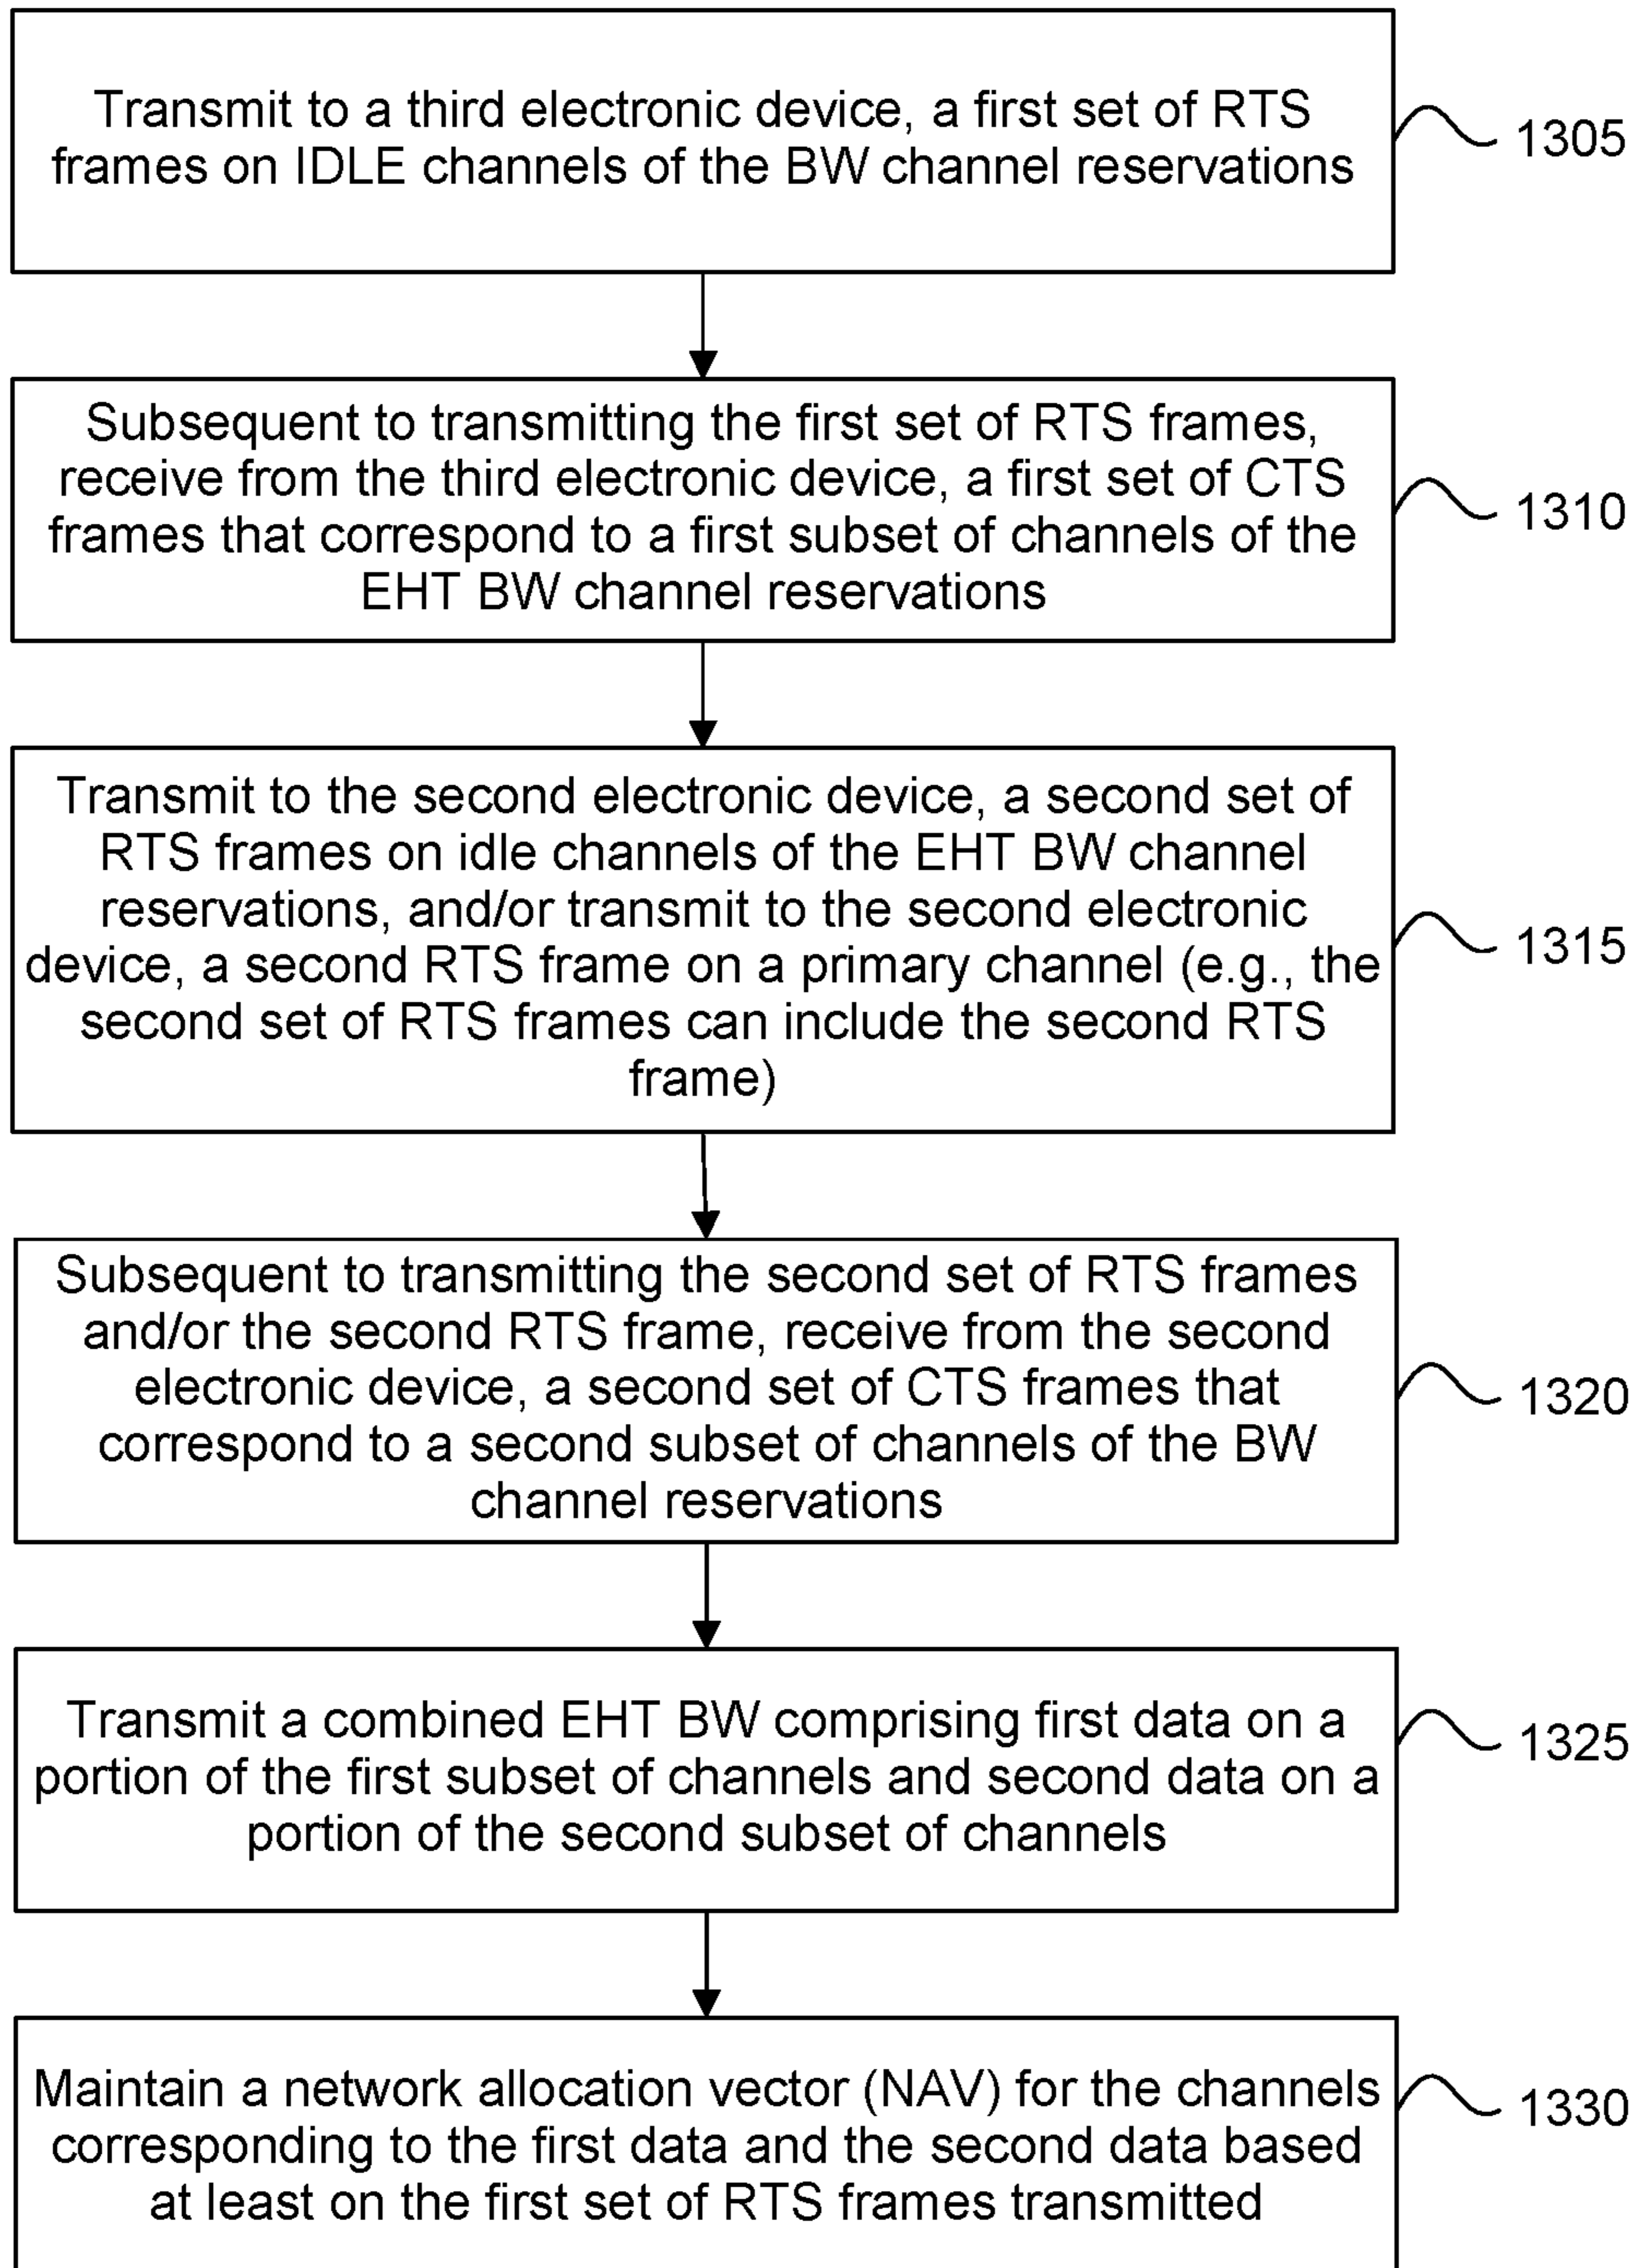 Transmit to a third electronic device, a first set of RTS
frames on IDLE channels of the BW channel reservations
1305
Subsequent to transmitting the first set of RTS frames,
receive from the third electronic device, a first set of CTS
frames that correspond to a first subset of channels of the
EHT BW channel reservations
1310
Transmit to the second electronic device, a second set of
RTS frames on idle channels of the EHT BW channel
reservations, and/or transmit to the second electronic
device, a second RTS frame on a primary channel (e.g., the
second set of RTS frames can include the second RTS
frame)
1315
Subsequent to transmitting the second set of RTS frames
and/or the second RTS frame, receive from the second
electronic device, a second set of CTS frames that
correspond to a second subset of channels of the BW
channel reservations
1320
Transmit a combined EHT BW comprising first data on a
portion of the first subset of channels and second data on a
portion of the second subset of channels
1325
Maintain a network allocation vector (NAV) for the channels
corresponding to the first data and the second data based
at least on the first set of RTS frames transmitted
1330